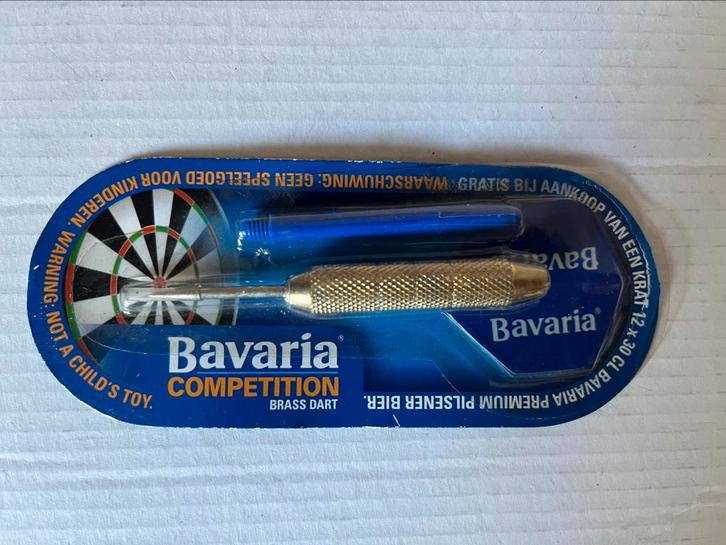 WAARSCHUWING: GEEN SPEELGOED VOOR KINDEREN. WARNING: NOT A CHILD'S TOY.
GRATIS BIJ AANKOOP VAN EEN KRAT 12 X 30 CL BAVARIA PREMIUM PILSENER BIER.
Bavaria
Bavaria®
Bavaria®
COMPETITION
BRASS DART